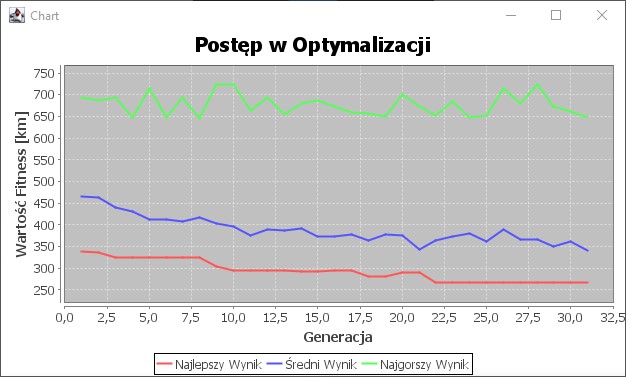 Chart
Postęp w Optymalizacji
Wartość Fitness [km]
750
700
650
600
550
500
450
400
350
300
250
0,0 2,5 5,0 7,5 10,0 12,5 15,0 17,5 20,0 22,5 25,0 27,5 30,0 32,5
Generacja
Najlepszy Wynik Średni Wynik Najgorszy Wynik